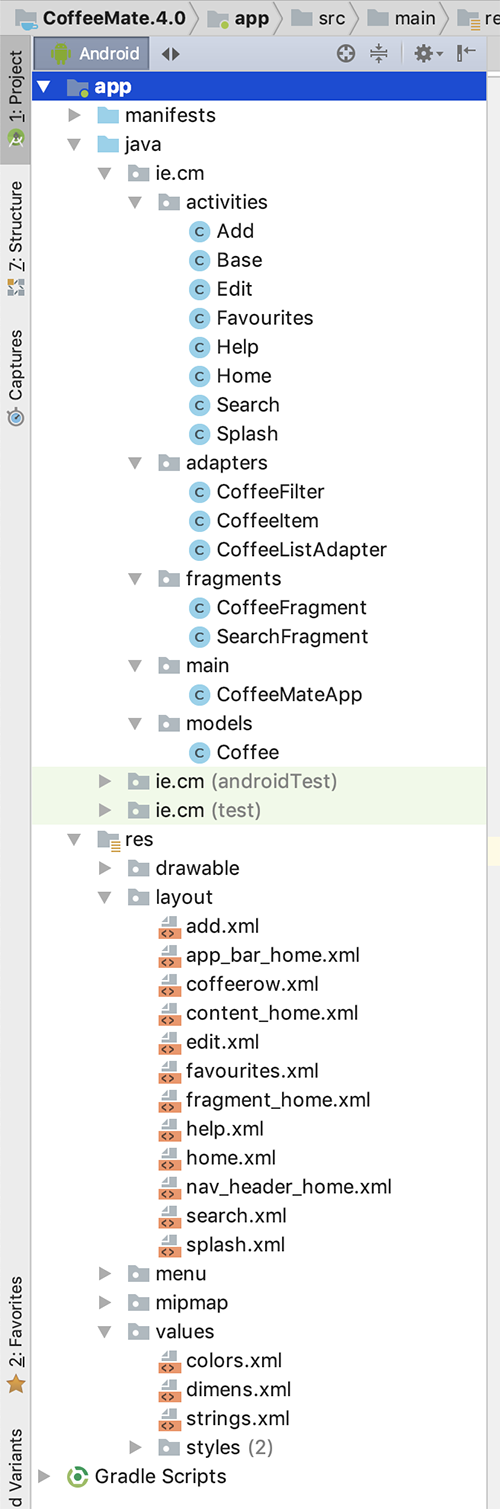 CoffeeMate.4.0 app src main re
Android
app
manifests
java
ie.cm
activities
Add
Base
Edit
Favourites
Help
Home
Search
Splash
adapters
CoffeeFilter
CoffeeItem
CoffeeListAdapter
fragments
CoffeeFragment
SearchFragment
main
CoffeeMateApp
models
Coffee
ie.cm (androidTest)
ie.cm (test)
res
drawable
layout
add.xml
app_bar_home.xml
coffeerow.xml
content_home.xml
edit.xml
favourites.xml
fragment_home.xml
help.xml
home.xml
nav_header_home.xml
search.xml
splash.xml
menu
mipmap
values
colors.xml
dimens.xml
strings.xml
styles (2)
Gradle Scripts
1: Project
7: Structure
Captures
2: Favorites
d Variants